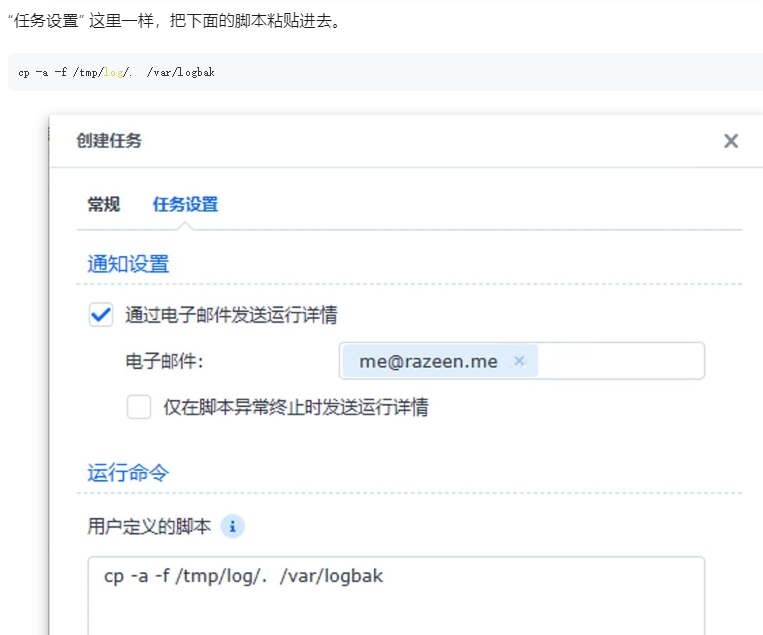 “任务设置” 这里一样，把下面的脚本粘贴进去。
cp -a -f /tmp/log/.  /var/logbak
创建任务
常规 任务设置
通知设置
通过电子邮件发送运行详情
电子邮件: me@razeen.me ×
仅在脚本异常终止时发送运行详情
运行命令
用户定义的脚本 i
cp -a -f /tmp/log/.  /var/logbak